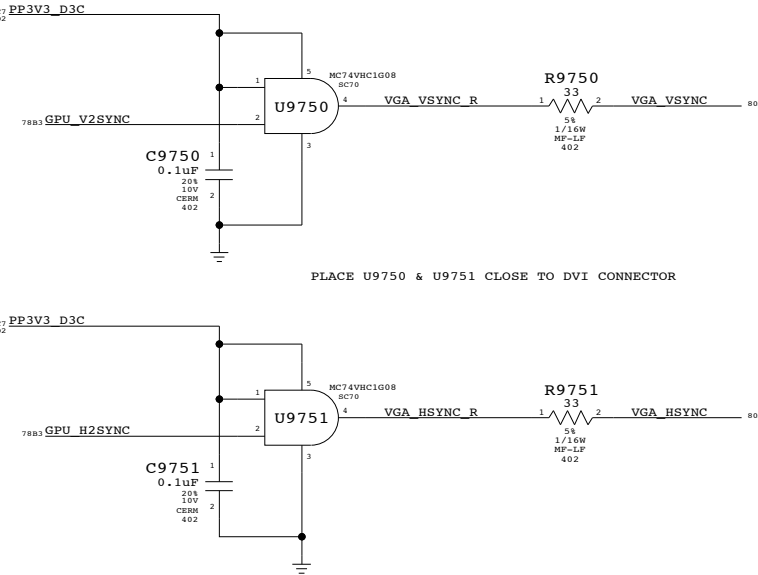 PP3V3_D3C
5
MC74VHC1G08
SC70
1
U9750
4
VGA_VSYNC_R
R9750
33
1
2
VGA_VSYNC
80
5%
1/16W
MF-LF
402
78B3
GPU_V2SYNC
2
3
C9750
1
0.1uF
20%
10V
CERM
402
2
PLACE U9750 & U9751 CLOSE TO DVI CONNECTOR
PP3V3_D3C
5
MC74VHC1G08
SC70
1
U9751
4
VGA_HSYNC_R
R9751
33
1
2
VGA_HSYNC
80
5%
1/16W
MF-LF
402
78B3
GPU_H2SYNC
2
3
C9751
1
0.1uF
20%
10V
CERM
402
2